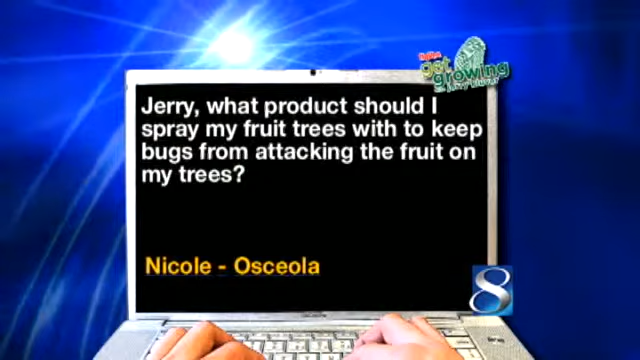 get
growing
Jerry, what product should I
spray my fruit trees with to keep
bugs from attacking the fruit on
my trees?
Nicole - Osceola
8